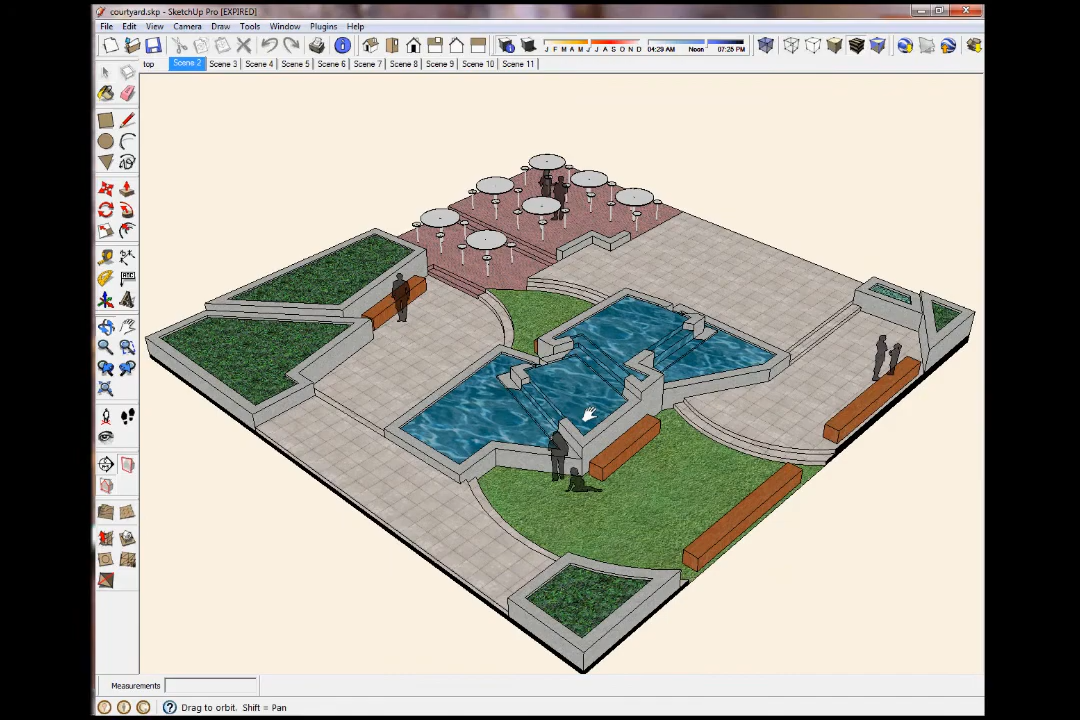 courtyard.skp - SketchUp Pro [EXPIRED]
File Edit View Camera Draw Tools Window Plugins Help
J F M A M J J A S O N D 04:29 AM Noon 07:25 PM
top Scene 2 Scene 3 Scene 4 Scene 5 Scene 6 Scene 7 Scene 8 Scene 9 Scene 10 Scene 11
ABC
Measurements
Drag to orbit. Shift = Pan